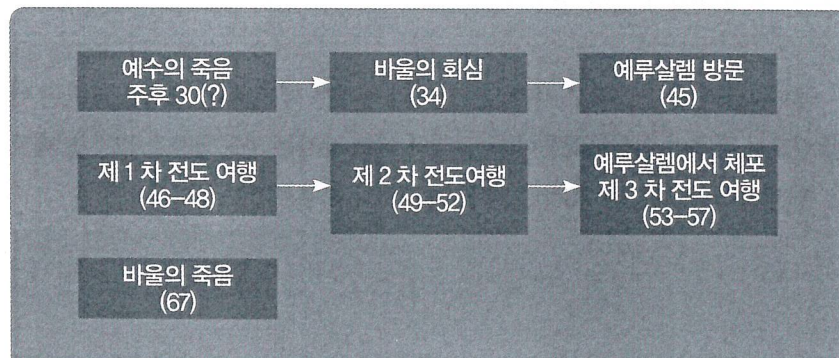 예수의 죽음
주후 30(?)
바울의 회심
(34)
예루살렘 방문
(45)
제 1 차 전도 여행
(46–48)
제 2 차 전도여행
(49–52)
예루살렘에서 체포
제 3 차 전도 여행
(53–57)
바울의 죽음
(67)